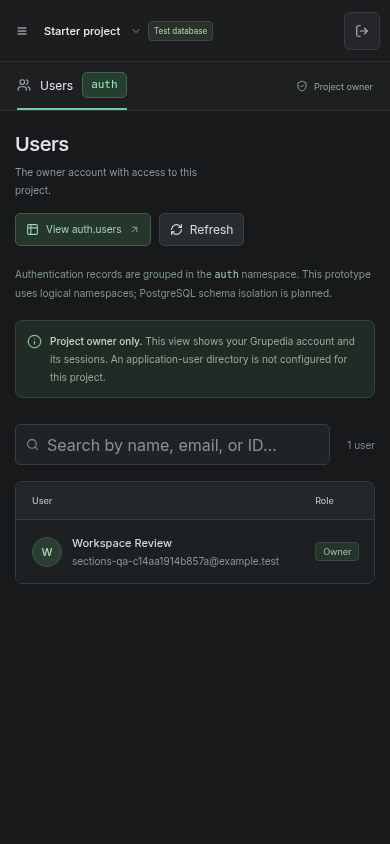 Starter project
Test database
Users auth
Project owner
Users
The owner account with access to this
project.
View auth.users
Refresh
Authentication records are grouped in the auth namespace. This prototype
uses logical namespaces; PostgreSQL schema isolation is planned.
Project owner only. This view shows your Grupedia account and
its sessions. An application-user directory is not configured for
this project.
Search by name, email, or ID...
1 user
User Role
W
Workspace Review
sections-qa-c14aa1914b857a@example.test
Owner